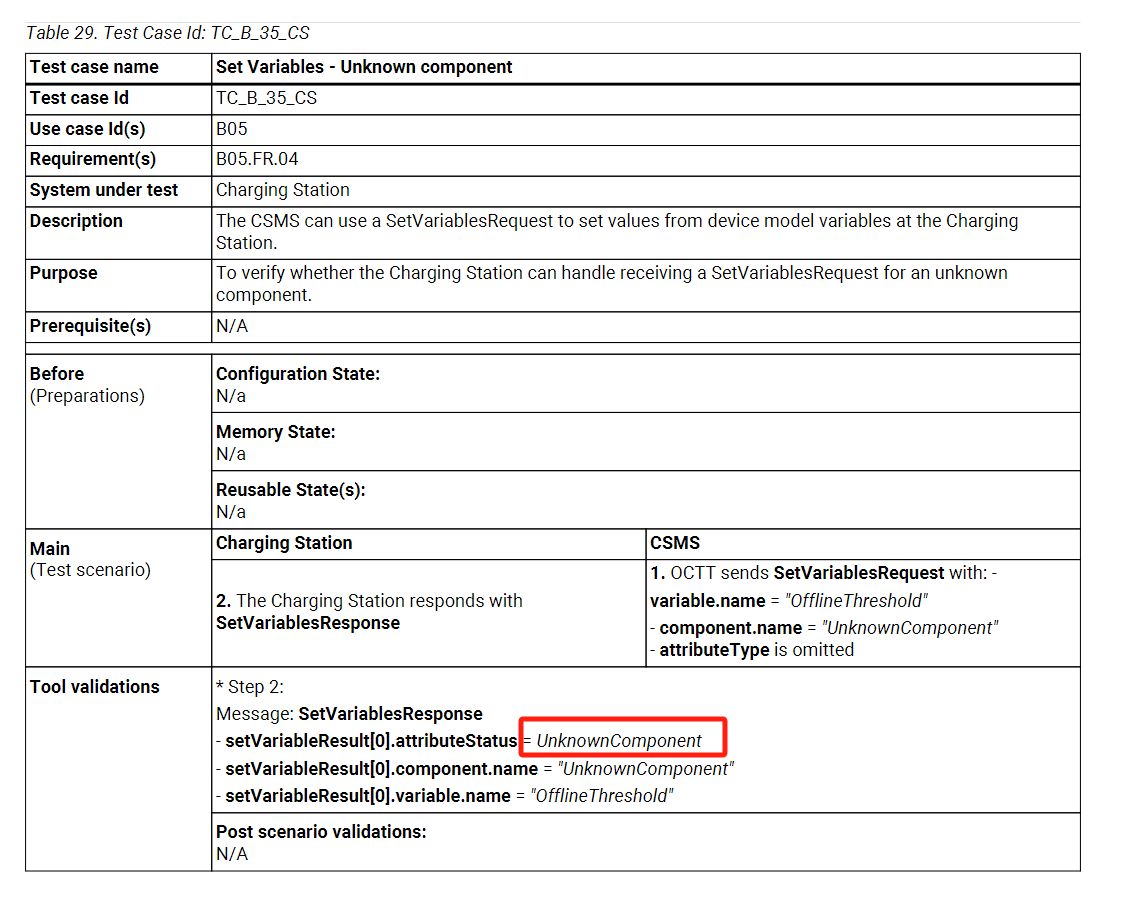 Table 29. Test Case Id: TC_B_35_CS
Test case name Set Variables - Unknown component
Test case Id TC_B_35_CS
Use case Id(s) B05
Requirement(s) B05.FR.04
System under test Charging Station
Description The CSMS can use a SetVariablesRequest to set values from device model variables at the Charging
Station.
Purpose To verify whether the Charging Station can handle receiving a SetVariablesRequest for an unknown
component.
Prerequisite(s) N/A
Before
(Preparations)
Configuration State:
N/a
Memory State:
N/a
Reusable State(s):
N/a
Main
(Test scenario)
Charging Station
2. The Charging Station responds with
SetVariablesResponse
CSMS
1. OCTT sends SetVariablesRequest with: -
variable.name = "OfflineThreshold"
- component.name = "UnknownComponent"
- attributeType is omitted
Tool validations
* Step 2:
Message: SetVariablesResponse
- setVariableResult[0].attributeStatus = UnknownComponent
- setVariableResult[0].component.name = "UnknownComponent"
- setVariableResult[0].variable.name = "OfflineThreshold"
Post scenario validations:
N/A